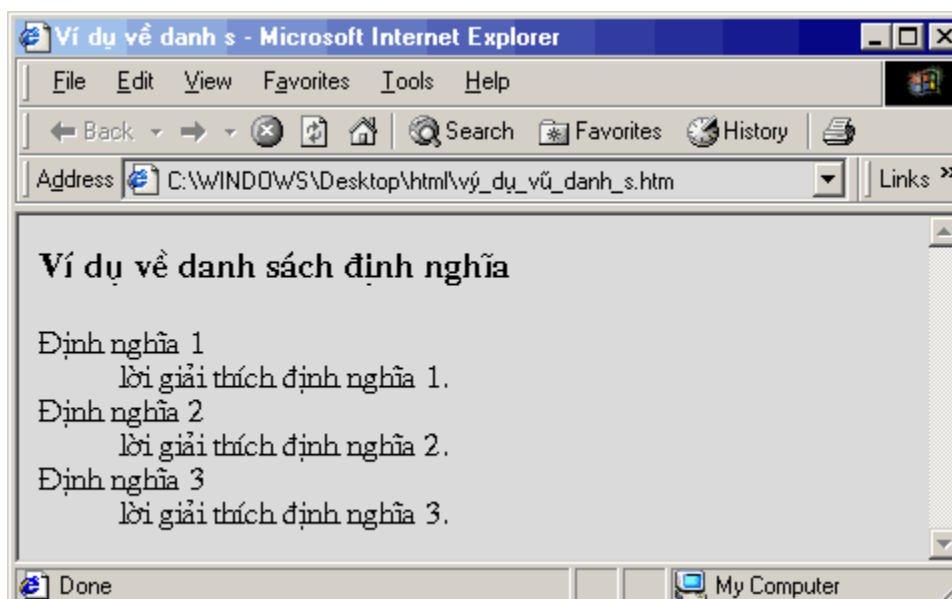 Ví dụ về danh s - Microsoft Internet Explorer
File Edit View Favorites Tools Help
Back Search Favorites History
Address C:\WINDOWS\Desktop\html\vý_dụ_vũ_danh_s.htm Links »
Ví dụ về danh sách định nghĩa
Định nghĩa 1
lời giải thích định nghĩa 1.
Định nghĩa 2
lời giải thích định nghĩa 2.
Định nghĩa 3
lời giải thích định nghĩa 3.
Done My Computer